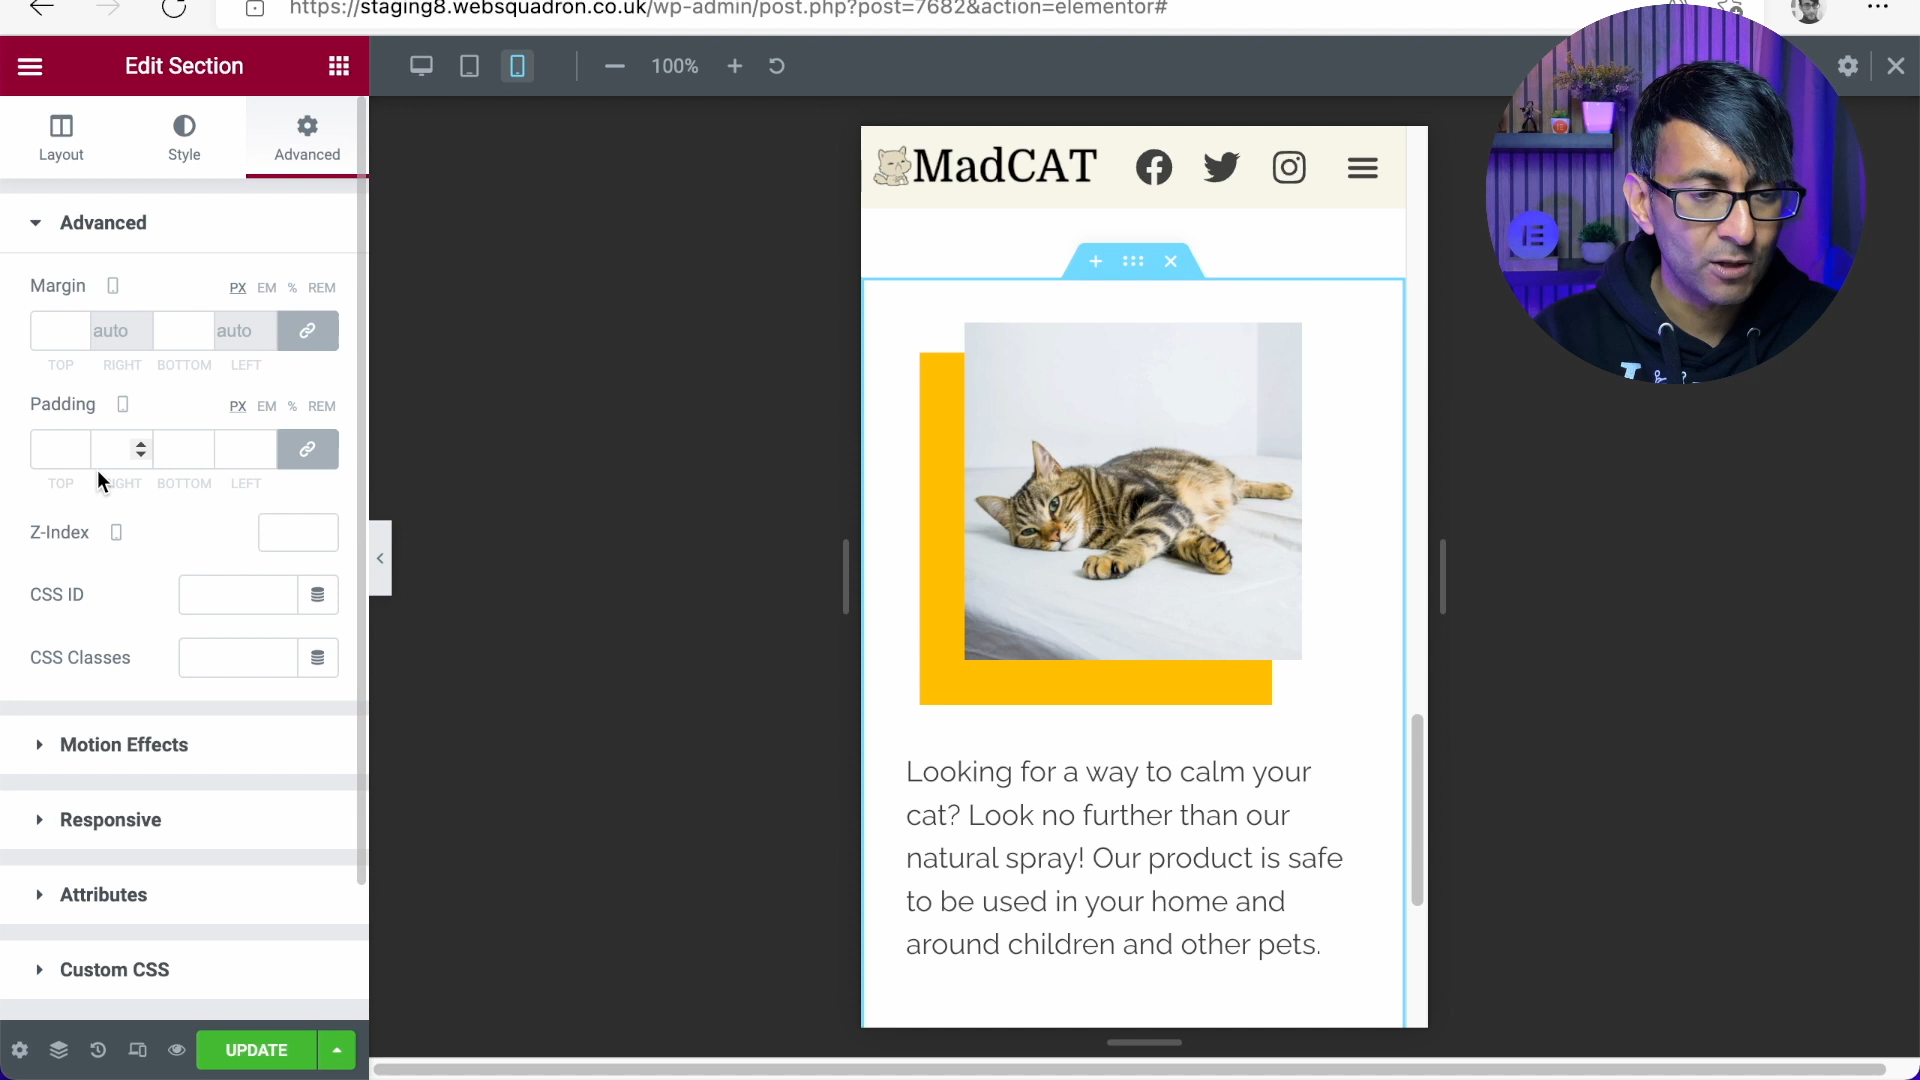 https://staging8.websquadron.co.uk/wp-admin/post.php?post=7682&action=elementor#
Edit Section
100%
Layout
Style
Advanced
Advanced
Margin
PX EM % REM
auto
auto
TOP RIGHT BOTTOM LEFT
Padding
PX EM % REM
TOP BOTTOM LEFT
Z-Index
CSS ID
CSS Classes
Motion Effects
Responsive
Attributes
Custom CSS
UPDATE
MadCAT
Looking for a way to calm your
cat? Look no further than our
natural spray! Our product is safe
to be used in your home and
around children and other pets.